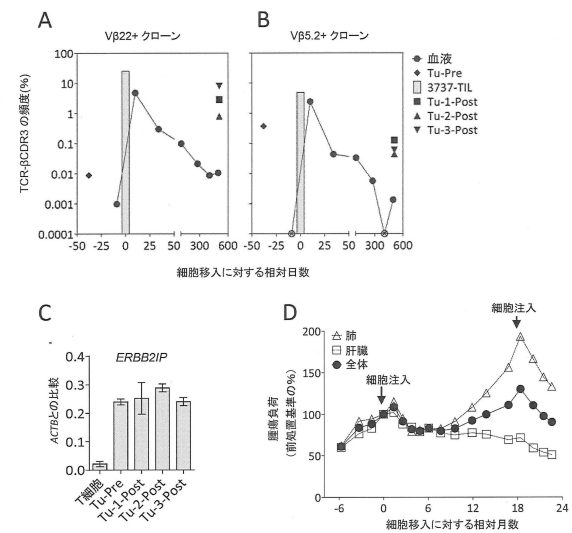 A
Vβ22+ クローン
B
Vβ5.2+ クローン
TCR-βCDR3 の頻度(%)
100
10
1
0.1
0.01
0.001
0.0001
-50 -25 0 25 50 600
-50 -25 0 25 50 600
細胞移入に対する相対日数
血液
Tu-Pre
3737-TIL
Tu-1-Post
Tu-2-Post
Tu-3-Post
C
ERBB2IP
ACTBとの比較
0.4
0.3
0.2
0.1
0.0
T細胞
Tu-Pre
Tu-1-Post
Tu-2-Post
Tu-3-Post
D
細胞注入
細胞注入
肺
肝臓
全体
腫瘍負荷
(前処置基準の%)
200
150
100
50
0
-6 0 6 12 18 24
細胞移入に対する相対月数